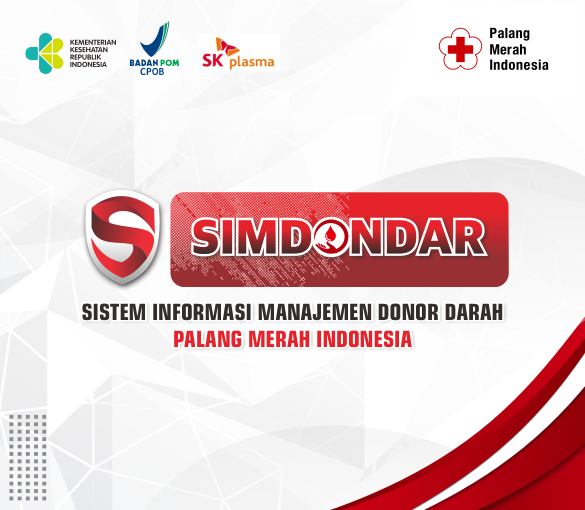 KEMENTERIAN
KESEHATAN
REPUBLIK
INDONESIA
BADAN POM
CPOB
SK plasma
Palang
Merah
Indonesia
S
SIMDONDAR
SISTEM INFORMASI MANAJEMEN DONOR DARAH
PALANG MERAH INDONESIA